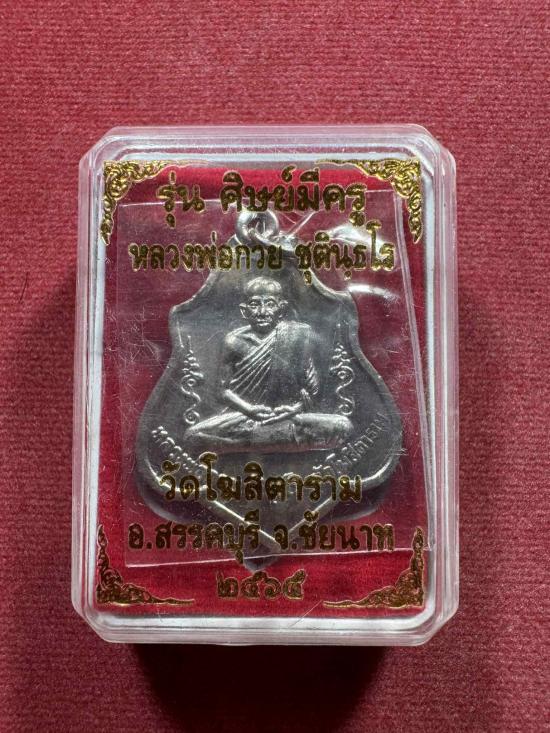 รุ่น ศิษย์มีครู
หลวงพ่อกวย ชุตินฺธโร
วัดโฆสิตาราม
อ.สรรคบุรี จ.ชัยนาท
๒๕๖๕